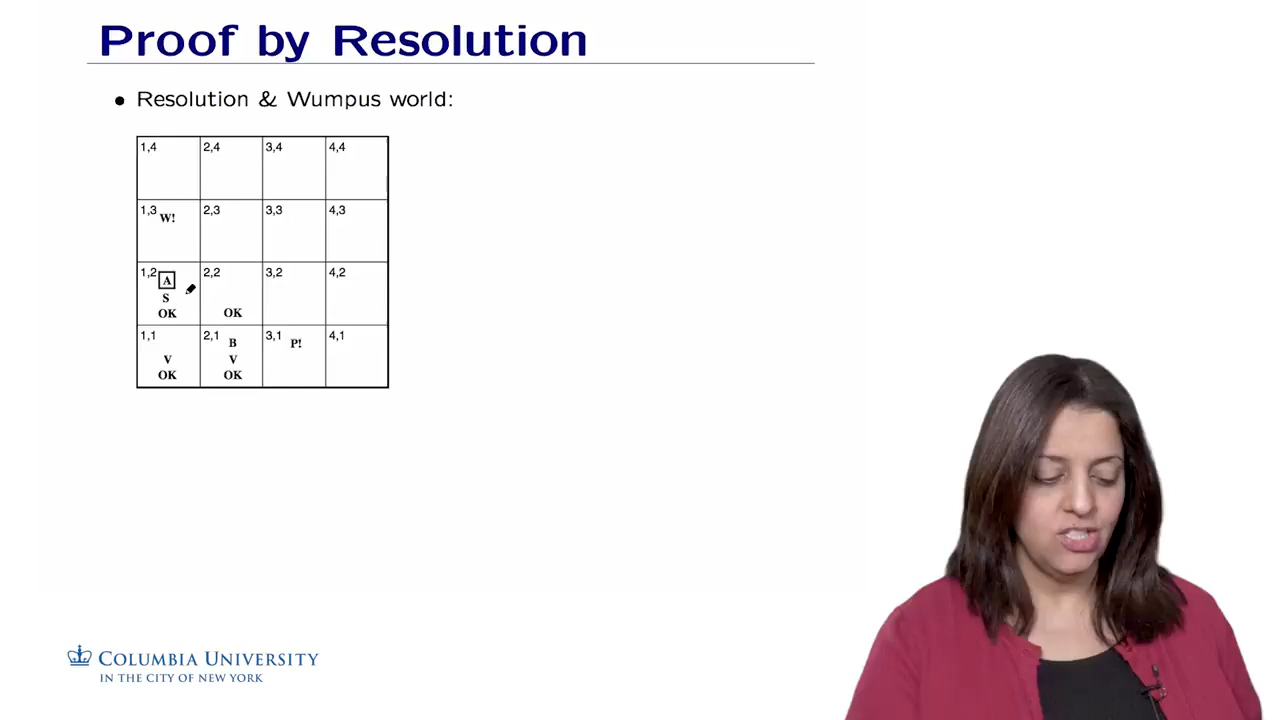 Proof by Resolution
• Resolution & Wumpus world:
1,4 2,4 3,4 4,4
1,3 W! 2,3 3,3 4,3
1,2 A 2,2 3,2 4,2
S
OK OK
1,1 2,1 B 3,1 P! 4,1
V V
OK OK
COLUMBIA UNIVERSITY
IN THE CITY OF NEW YORK